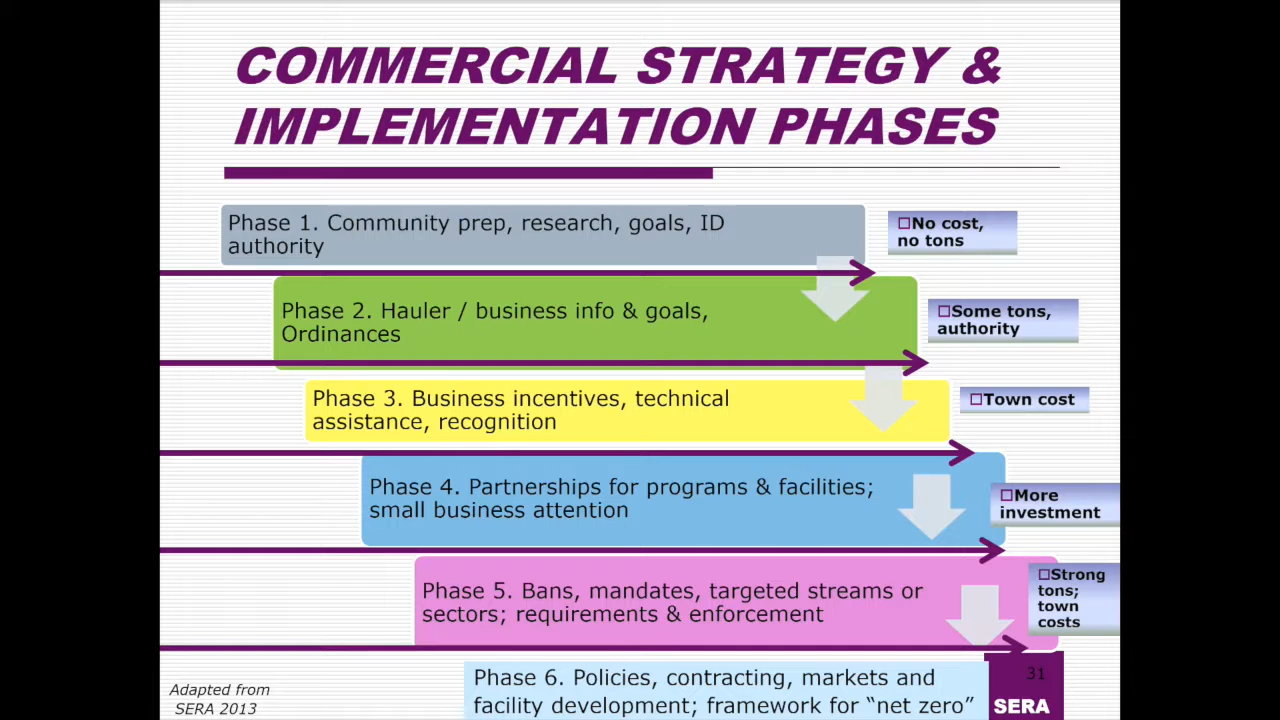 COMMERCIAL STRATEGY &
IMPLEMENTATION PHASES
Phase 1. Community prep, research, goals, ID
authority
No cost,
no tons
Phase 2. Hauler / business info & goals,
Ordinances
Some tons,
authority
Phase 3. Business incentives, technical
assistance, recognition
Town cost
Phase 4. Partnerships for programs & facilities;
small business attention
More
investment
Phase 5. Bans, mandates, targeted streams or
sectors; requirements & enforcement
Strong
tons;
town
costs
Phase 6. Policies, contracting, markets and
facility development; framework for “net zero”
31
SERA
Adapted from
SERA 2013